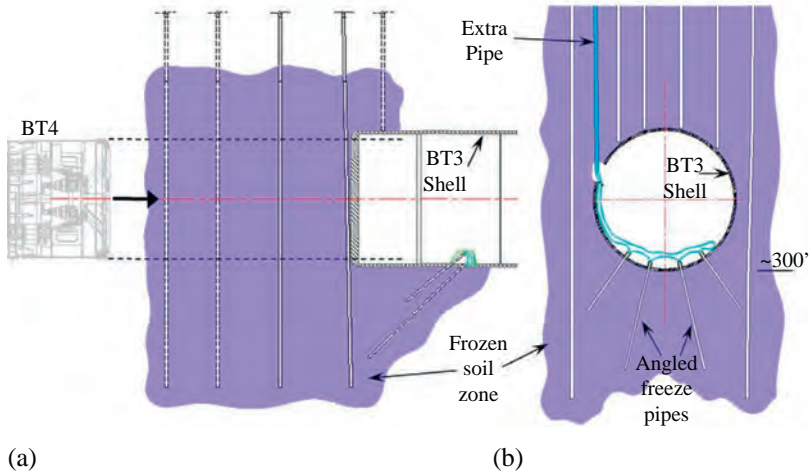 BT4
BT3
Shell
Frozen
soil
zone
(a)
Extra
Pipe
BT3
Shell
~300’
Angled
freeze
pipes
(b)